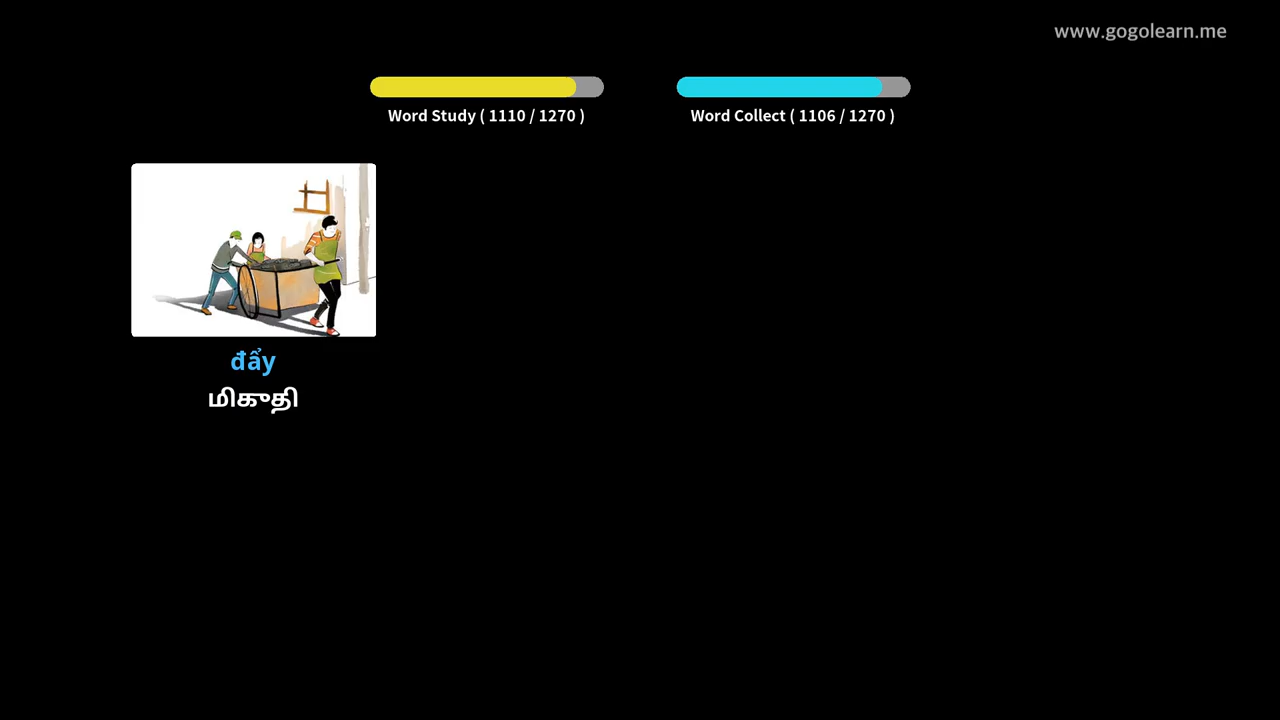 www.gogolearn.me
Word Study ( 1110 / 1270 )
Word Collect ( 1106 / 1270 )
đẩy
மிகுதி